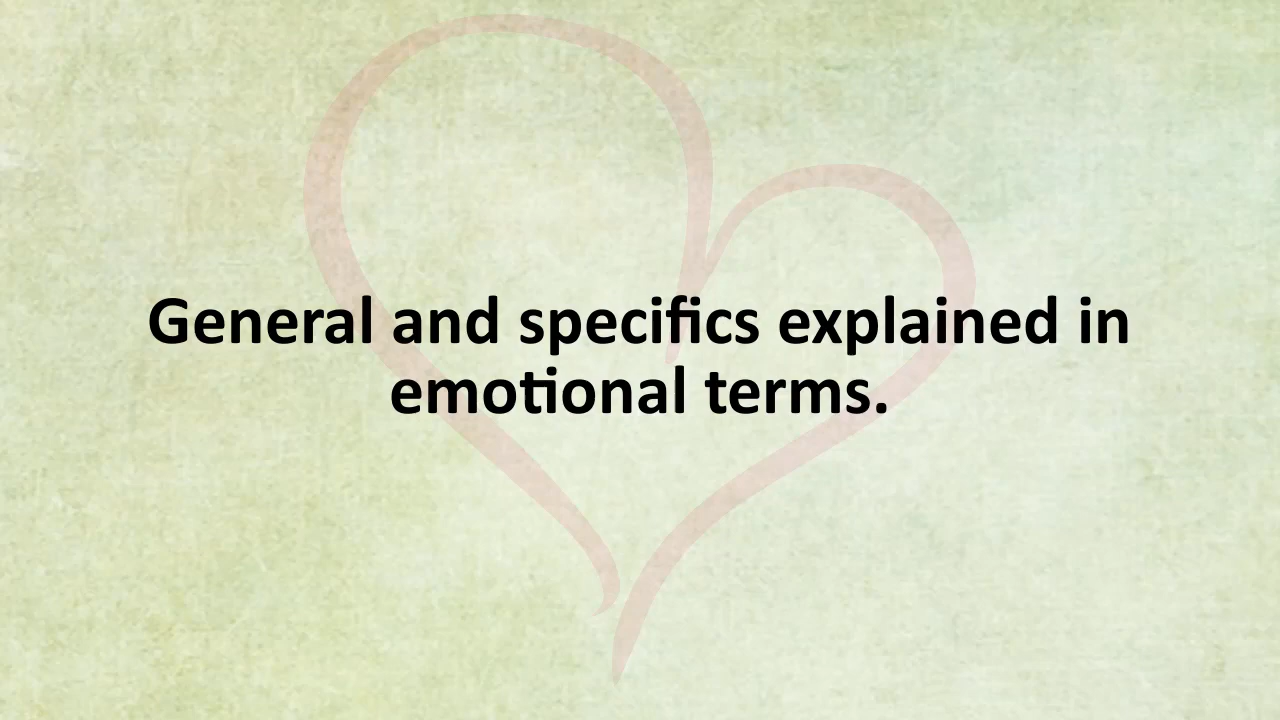 General and specifics explained in
emotional terms.